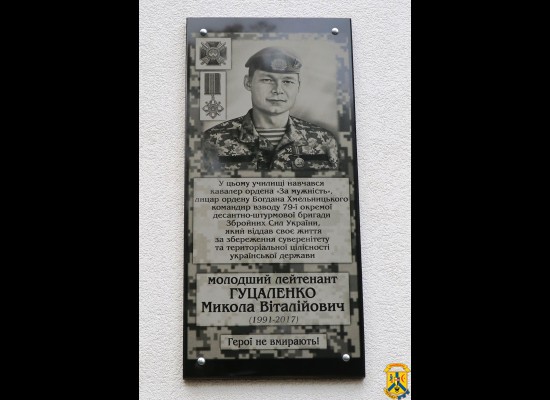 У цьому училищі навчався
кавалер ордена «За мужність»,
лицар ордену Богдана Хмельницького
командир взводу 79-ї окремої
десантно-штурмової бригади
Збройних Сил України,
який віддав своє життя
за збереження суверенітету
та територіальної цілісності
української держави
МОЛОДШИЙ ЛЕЙТЕНАНТ
ГУЦАЛЕНКО
Микола Віталійович
(1991-2017)
Герої не вмирають!